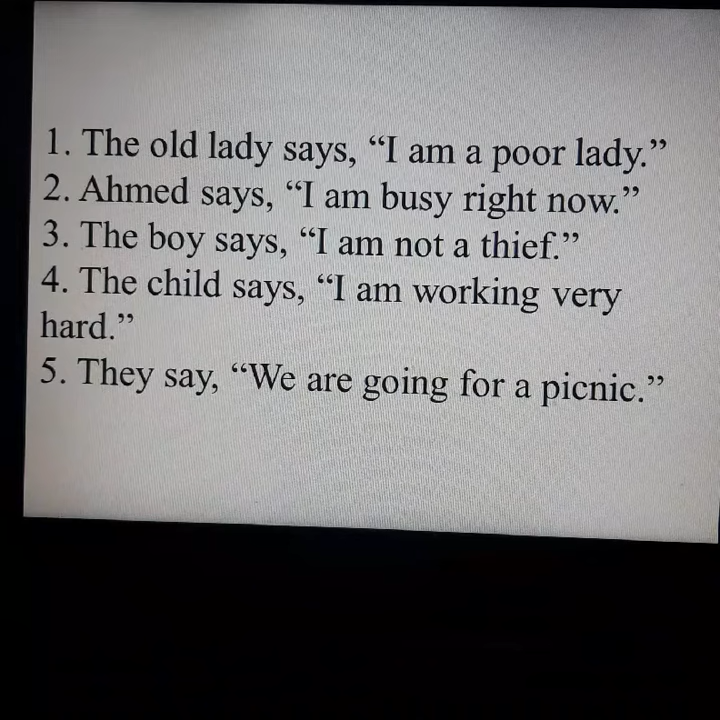 1. The old lady says, “I am a poor lady.”
2. Ahmed says, “I am busy right now.”
3. The boy says, “I am not a thief.”
4. The child says, “I am working very
hard.”
5. They say, “We are going for a picnic.”